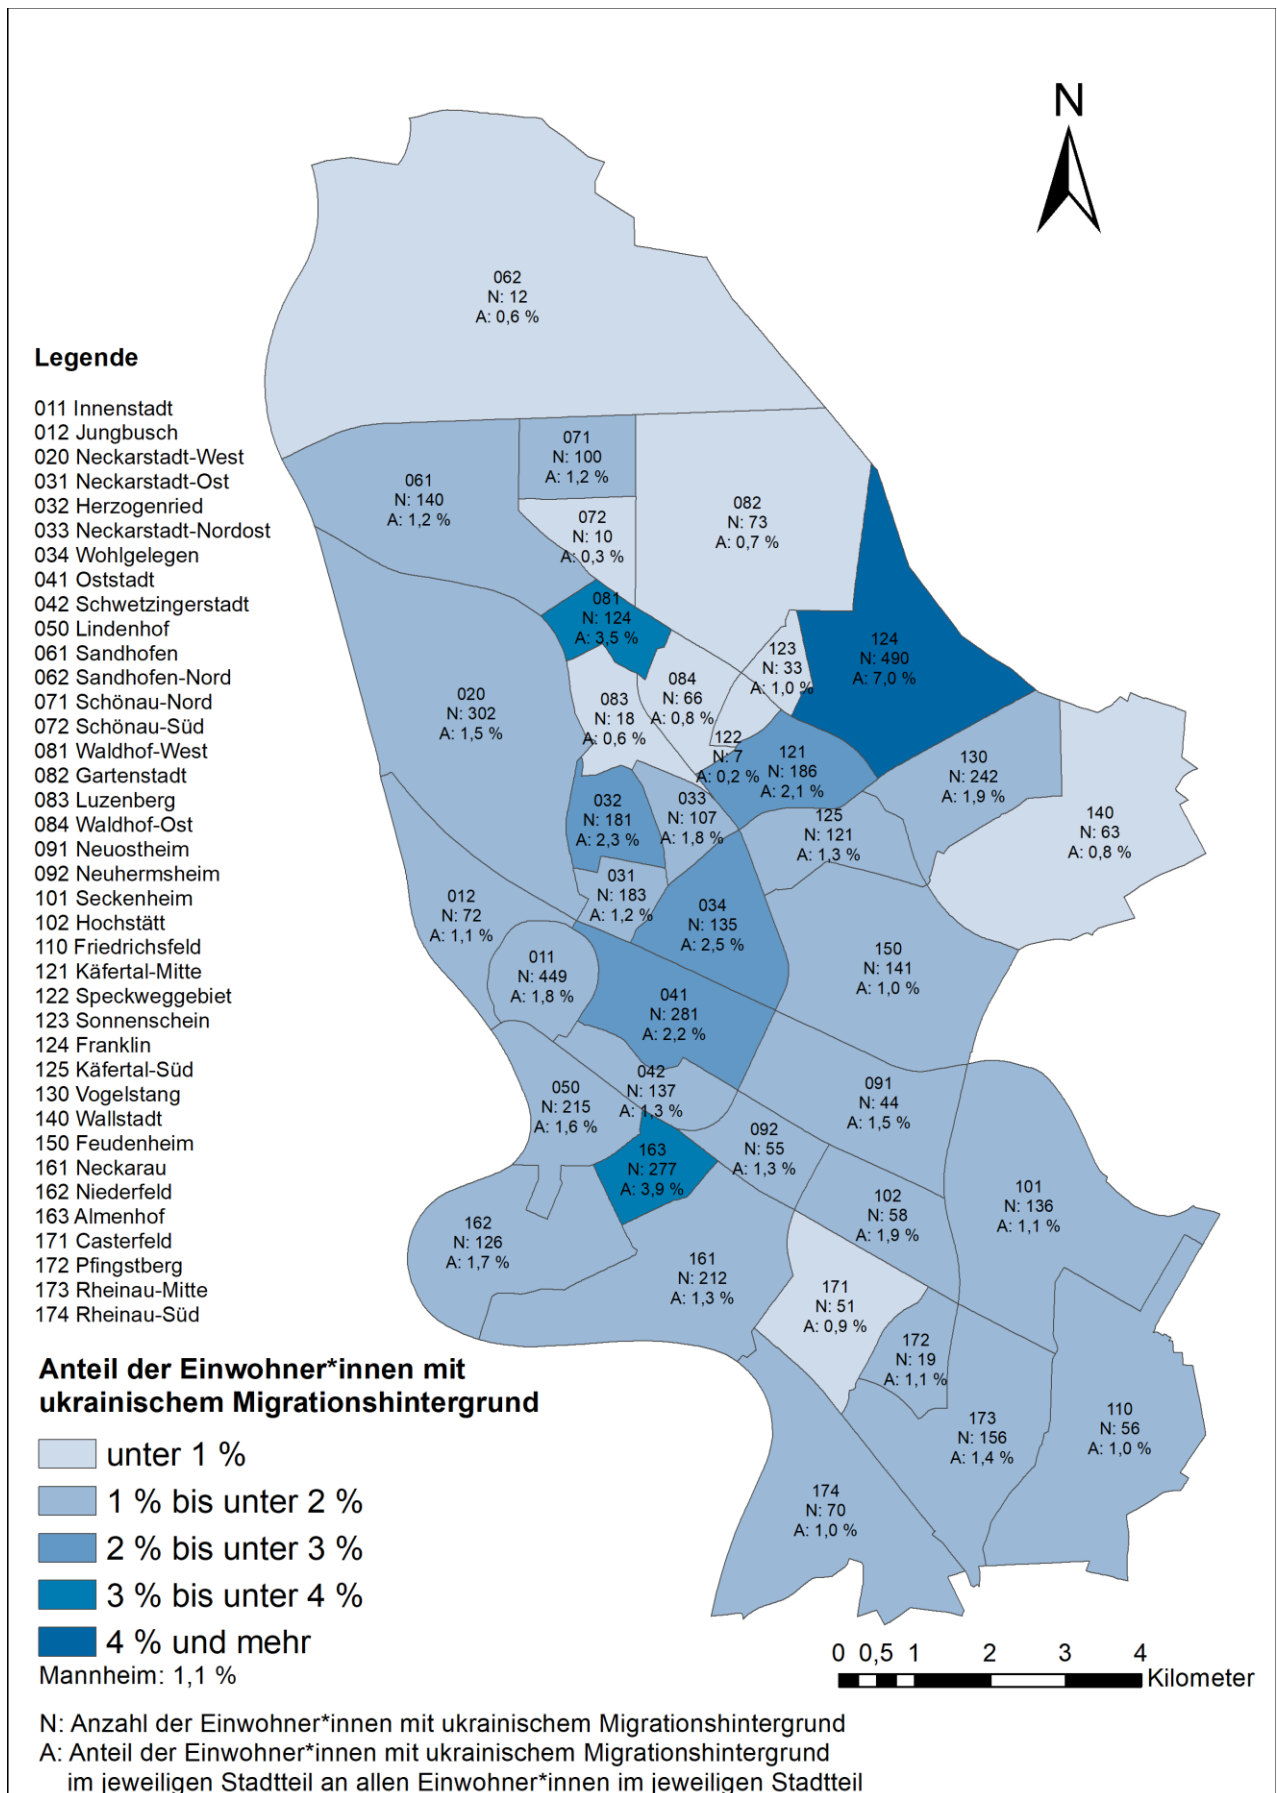 N
062
N: 12
A: 0,6 %
Legende
011 Innenstadt
012 Jungbusch
020 Neckarstadt-West
031 Neckarstadt-Ost
032 Herzogenried
033 Neckarstadt-Nordost
034 Wohlgelegen
041 Oststadt
042 Schwetzingerstadt
050 Lindenhof
061 Sandhofen
062 Sandhofen-Nord
071 Schönau-Nord
072 Schönau-Süd
081 Waldhof-West
082 Gartenstadt
083 Luzenberg
084 Waldhof-Ost
091 Neuostheim
092 Neuhermsheim
101 Seckenheim
102 Hochstätt
110 Friedrichsfeld
121 Käfertal-Mitte
122 Speckweggebiet
123 Sonnenschein
124 Franklin
125 Käfertal-Süd
130 Vogelstang
140 Wallstadt
150 Feudenheim
161 Neckarau
162 Niederfeld
163 Almenhof
171 Casterfeld
172 Pfingstberg
173 Rheinau-Mitte
174 Rheinau-Süd
071
N: 100
A: 1,2 %
061
N: 140
A: 1,2 %
082
N: 73
A: 0,7 %
072
N: 10
A: 0,3 %
081
N: 124
A: 3,5 %
124
N: 490
A: 7,0 %
123
N: 33
A: 1,0 %
084
N: 66
A: 0,8 %
020
N: 302
A: 1,5 %
083
N: 18
A: 0,6 %
122
N: 7
A: 0,2 %
121
N: 186
A: 2,1 %
130
N: 242
A: 1,9 %
032
N: 181
A: 2,3 %
033
N: 107
A: 1,8 %
125
N: 121
A: 1,3 %
140
N: 63
A: 0,8 %
031
N: 183
A: 1,2 %
012
N: 72
A: 1,1 %
034
N: 135
A: 2,5 %
011
N: 449
A: 1,8 %
150
N: 141
A: 1,0 %
041
N: 281
A: 2,2 %
042
N: 137
A: 1,3 %
050
N: 215
A: 1,6 %
091
N: 44
A: 1,5 %
092
N: 55
A: 1,3 %
163
N: 277
A: 3,9 %
102
N: 58
A: 1,9 %
101
N: 136
A: 1,1 %
162
N: 126
A: 1,7 %
161
N: 212
A: 1,3 %
171
N: 51
A: 0,9 %
172
N: 19
A: 1,1 %
173
N: 156
A: 1,4 %
110
N: 56
A: 1,0 %
174
N: 70
A: 1,0 %
Anteil der Einwohner*innen mit
ukrainischem Migrationshintergrund
unter 1 %
1 % bis unter 2 %
2 % bis unter 3 %
3 % bis unter 4 %
4 % und mehr
Mannheim: 1,1 %
0 0,5 1 2 3 4
Kilometer
N: Anzahl der Einwohner*innen mit ukrainischem Migrationshintergrund
A: Anteil der Einwohner*innen mit ukrainischem Migrationshintergrund
im jeweiligen Stadtteil an allen Einwohner*innen im jeweiligen Stadtteil